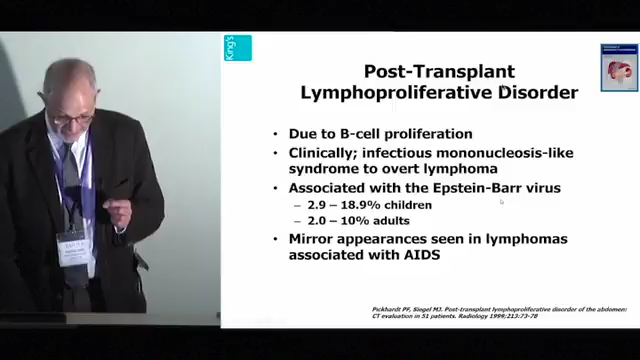 King's
Post-Transplant
Lymphoproliferative Disorder
• Due to B-cell proliferation
• Clinically; infectious mononucleosis-like
syndrome to overt lymphoma
• Associated with the Epstein-Barr virus
– 2.9 – 18.9% children
– 2.0 – 10% adults
• Mirror appearances seen in lymphomas
associated with AIDS
Pickhardt PF, Siegel MJ. Post-transplant lymphoproliferative disorder of the abdomen:
CT evaluation in 51 patients. Radiology 1999;213:73-78